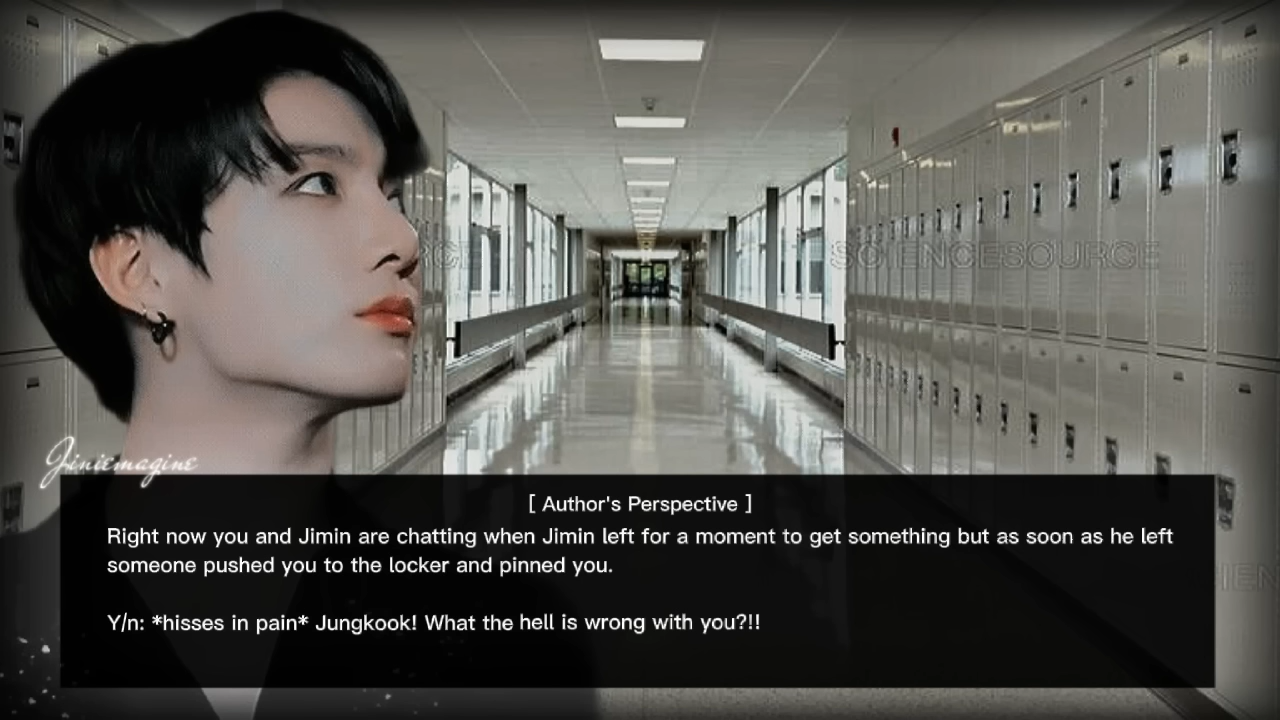 SCIENCESOURCE
Jiniemagine
[ Author's Perspective ]
Right now you and Jimin are chatting when Jimin left for a moment to get something but as soon as he left
someone pushed you to the locker and pinned you.
Y/n: *hisses in pain* Jungkook! What the hell is wrong with you?!!